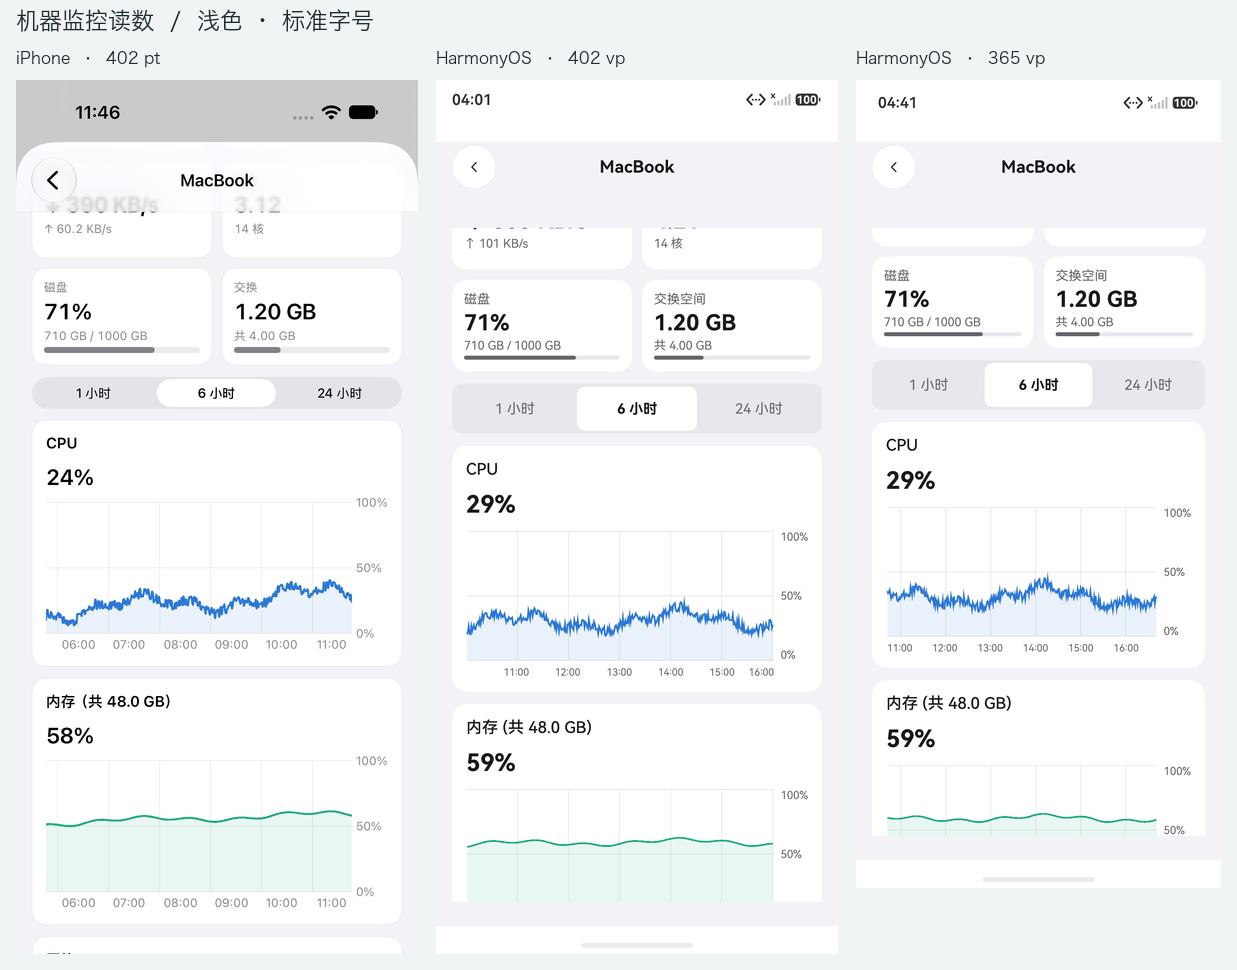 机器监控读数 / 浅色 · 标准字号
iPhone · 402 pt
11:46
MacBook
↓ 390 KB/s
3.12
↑ 60.2 KB/s
14 核
磁盘
71%
710 GB / 1000 GB
交换
1.20 GB
共 4.00 GB
1 小时
6 小时
24 小时
CPU
24%
100%
50%
0%
06:00 07:00 08:00 09:00 10:00 11:00
内存 (共 48.0 GB)
58%
100%
50%
0%
06:00 07:00 08:00 09:00 10:00 11:00
HarmonyOS · 402 vp
04:01
100
MacBook
↑ 101 KB/s
14 核
磁盘
71%
710 GB / 1000 GB
交换空间
1.20 GB
共 4.00 GB
1 小时
6 小时
24 小时
CPU
29%
100%
50%
0%
11:00 12:00 13:00 14:00 15:00 16:00
内存 (共 48.0 GB)
59%
100%
50%
HarmonyOS · 365 vp
04:41
100
MacBook
磁盘
71%
710 GB / 1000 GB
交换空间
1.20 GB
共 4.00 GB
1 小时
6 小时
24 小时
CPU
29%
100%
50%
0%
11:00 12:00 13:00 14:00 15:00 16:00
内存 (共 48.0 GB)
59%
100%
50%